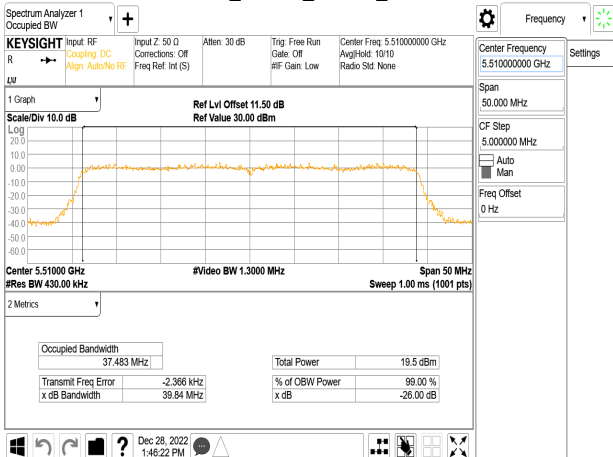 Spectrum Analyzer 1
Occupied BW
+
Frequency
KEYSIGHT
R
Input: RF
Coupling: DC
Align: Auto/No RF
Input Z: 50 Ω
Corrections: Off
Freq Ref: Int (S)
Atten: 30 dB
Trig: Free Run
Gate: Off
#IF Gain: Low
Center Freq: 5.510000000 GHz
Avg|Hold: 10/10
Radio Std: None
Center Frequency
5.510000000 GHz
Settings
Span
50.000 MHz
CF Step
5.000000 MHz
Auto
Man
Freq Offset
0 Hz
1 Graph
Scale/Div 10.0 dB
Ref Lvl Offset 11.50 dB
Ref Value 30.00 dBm
Log
20.0
10.0
0.00
-10.0
-20.0
-30.0
-40.0
-50.0
-60.0
Center 5.51000 GHz
#Video BW 1.3000 MHz
Span 50 MHz
#Res BW 430.00 kHz
Sweep 1.00 ms (1001 pts)
2 Metrics
Occupied Bandwidth
37.483 MHz
Total Power 19.5 dBm
Transmit Freq Error -2.366 kHz
% of OBW Power 99.00 %
x dB Bandwidth 39.84 MHz
x dB -26.00 dB
?
Dec 28, 2022
1:46:22 PM